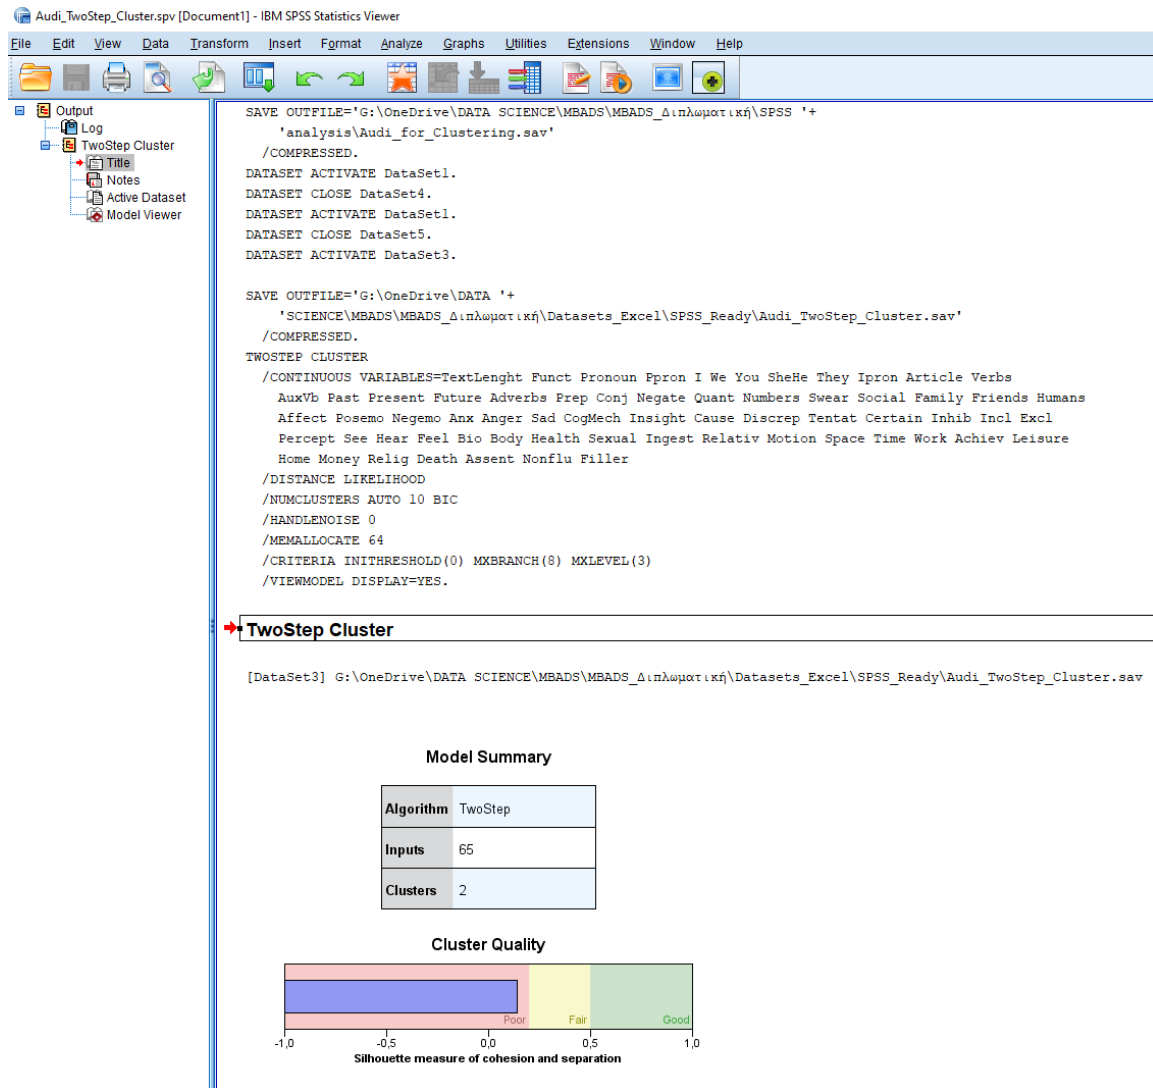 Audi_TwoStep_Cluster.spv [Document1] - IBM SPSS Statistics Viewer
File Edit View Data Transform Insert Format Analyze Graphs Utilities Extensions Window Help
Output
Log
TwoStep Cluster
Title
Notes
Active Dataset
Model Viewer
SAVE OUTFILE='G:\OneDrive\DATA SCIENCE\MBADS\MBADS_Διπλωματική\SPSS '+
'analysis\Audi_for_Clustering.sav'
/COMPRESSED.
DATASET ACTIVATE DataSet1.
DATASET CLOSE DataSet4.
DATASET ACTIVATE DataSet1.
DATASET CLOSE DataSet5.
DATASET ACTIVATE DataSet3.
SAVE OUTFILE='G:\OneDrive\DATA '+
'SCIENCE\MBADS\MBADS_Διπλωματική\Datasets_Excel\SPSS_Ready\Audi_TwoStep_Cluster.sav'
/COMPRESSED.
TWOSTEP CLUSTER
/CONTINUOUS VARIABLES=TextLenght Funct Pronoun Ppron I We You SheHe They Ipron Article Verbs
AuxVb Past Present Future Adverbs Prep Conj Negate Quant Numbers Swear Social Family Friends Humans
Affect Posemo Negemo Anx Anger Sad CogMech Insight Cause Discrep Tentat Certain Inhib Incl Excl
Percept See Hear Feel Bio Body Health Sexual Ingest Relativ Motion Space Time Work Achiev Leisure
Home Money Relig Death Assent Nonflu Filler
/DISTANCE LIKELIHOOD
/NUMCLUSTERS AUTO 10 BIC
/HANDLENOISE 0
/MEMALLOCATE 64
/CRITERIA INITHRESHOLD(0) MXBRANCH(8) MXLEVEL(3)
/VIEWMODEL DISPLAY=YES.
TwoStep Cluster
[DataSet3] G:\OneDrive\DATA SCIENCE\MBADS\MBADS_Διπλωματική\Datasets_Excel\SPSS_Ready\Audi_TwoStep_Cluster.sav
Model Summary
Algorithm TwoStep
Inputs 65
Clusters 2
Cluster Quality
Poor Fair Good
-1,0 -0,5 0,0 0,5 1,0
Silhouette measure of cohesion and separation